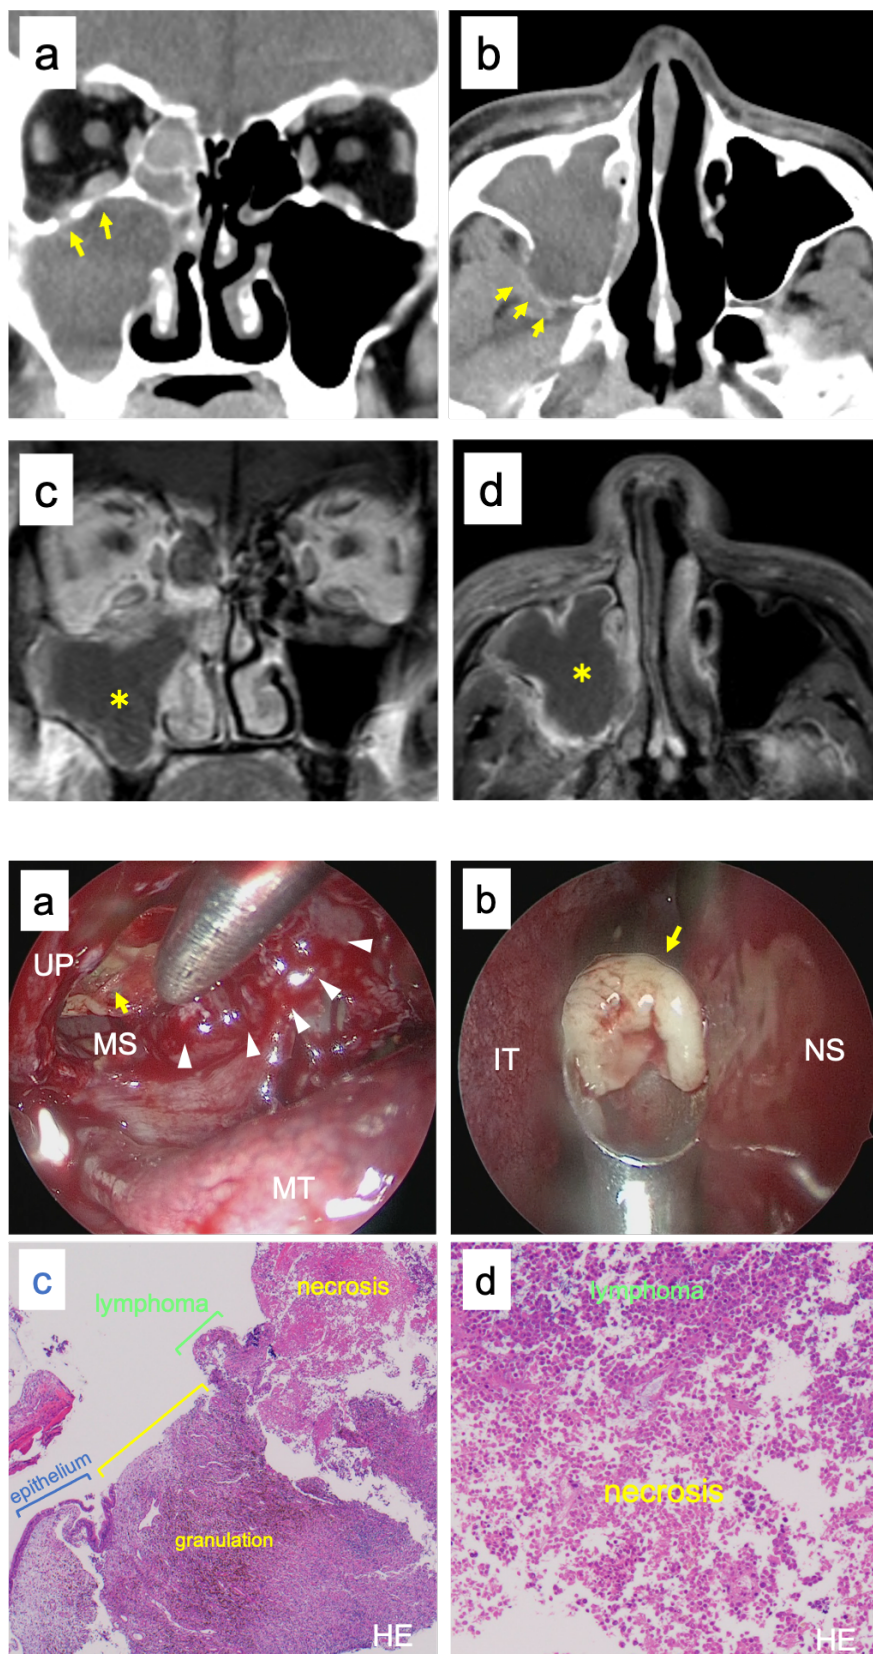 a
b
c
d
a
UP
MS
MT
b
IT
NS
c
lymphoma
necrosis
epithelium
granulation
HE
d
lymphoma
necrosis
HE